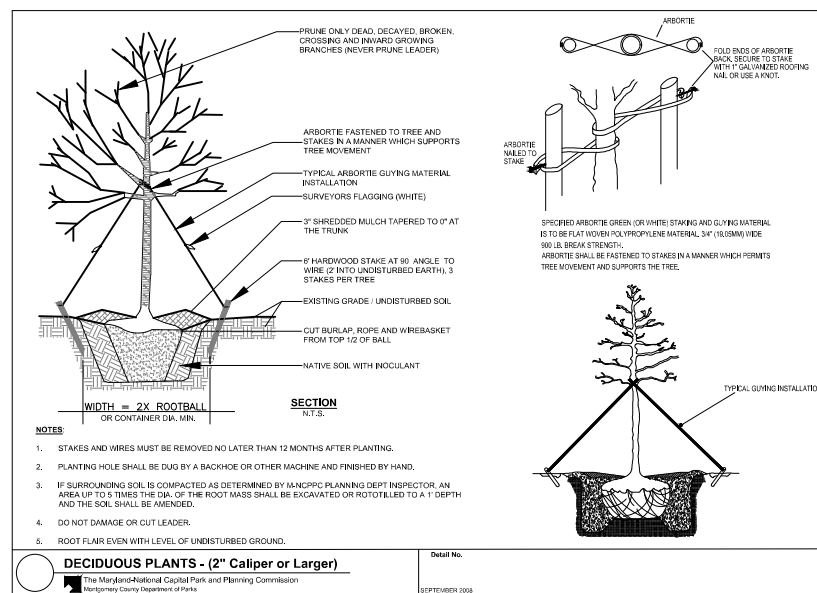 PRUNE ONLY DEAD, DECAYED, BROKEN,
CROSSING AND INWARD GROWING
BRANCHES (NEVER PRUNE LEADER)
ARBORTIE FASTENED TO TREE AND
STAKES IN A MANNER WHICH SUPPORTS
TREE MOVEMENT
TYPICAL ARBORTIE GUYING MATERIAL
INSTALLATION
SURVEYORS FLAGGING (WHITE)
3" SHREDDED MULCH TAPERED TO 0" AT
THE TRUNK
6' HARDWOOD STAKE AT 90 ANGLE TO
WIRE (2' INTO UNDISTURBED EARTH), 3
STAKES PER TREE
EXISTING GRADE / UNDISTURBED SOIL
CUT BURLAP, ROPE AND WIREBASKET
FROM TOP 1/2 OF BALL
NATIVE SOIL WITH INOCULANT
WIDTH = 2X ROOTBALL
OR CONTAINER DIA. MIN.
SECTION
N.T.S.
ARBORTIE
FOLD ENDS OF ARBORTIE
BACK, SECURE TO STAKE
WITH 1" GALVANIZED ROOFING
NAIL OR USE A KNOT.
ARBORTIE
NAILED TO
STAKE
SPECIFIED ARBORTIE GREEN (OR WHITE) STAKING AND GUYING MATERIAL
IS TO BE FLAT WOVEN POLYPROPYLENE MATERIAL, 3/4" (19.05MM) WIDE
900 LB. BREAK STRENGTH.
ARBORTIE SHALL BE FASTENED TO STAKES IN A MANNER WHICH PERMITS
TREE MOVEMENT AND SUPPORTS THE TREE.
TYPICAL GUYING INSTALLATIO
NOTES:
1. STAKES AND WIRES MUST BE REMOVED NO LATER THAN 12 MONTHS AFTER PLANTING.
2. PLANTING HOLE SHALL BE DUG BY A BACKHOE OR OTHER MACHINE AND FINISHED BY HAND.
3. IF SURROUNDING SOIL IS COMPACTED AS DETERMINED BY M-NCPPC PLANNING DEPT INSPECTOR, AN
AREA UP TO 5 TIMES THE DIA. OF THE ROOT MASS SHALL BE EXCAVATED OR ROTOTILLED TO A 1' DEPTH
AND THE SOIL SHALL BE AMENDED.
4. DO NOT DAMAGE OR CUT LEADER.
5. ROOT FLAIR EVEN WITH LEVEL OF UNDISTURBED GROUND.
DECIDUOUS PLANTS - (2" Caliper or Larger)
The Maryland-National Capital Park and Planning Commission
Montgomery County Department of Parks
Detail No.
SEPTEMBER 2008